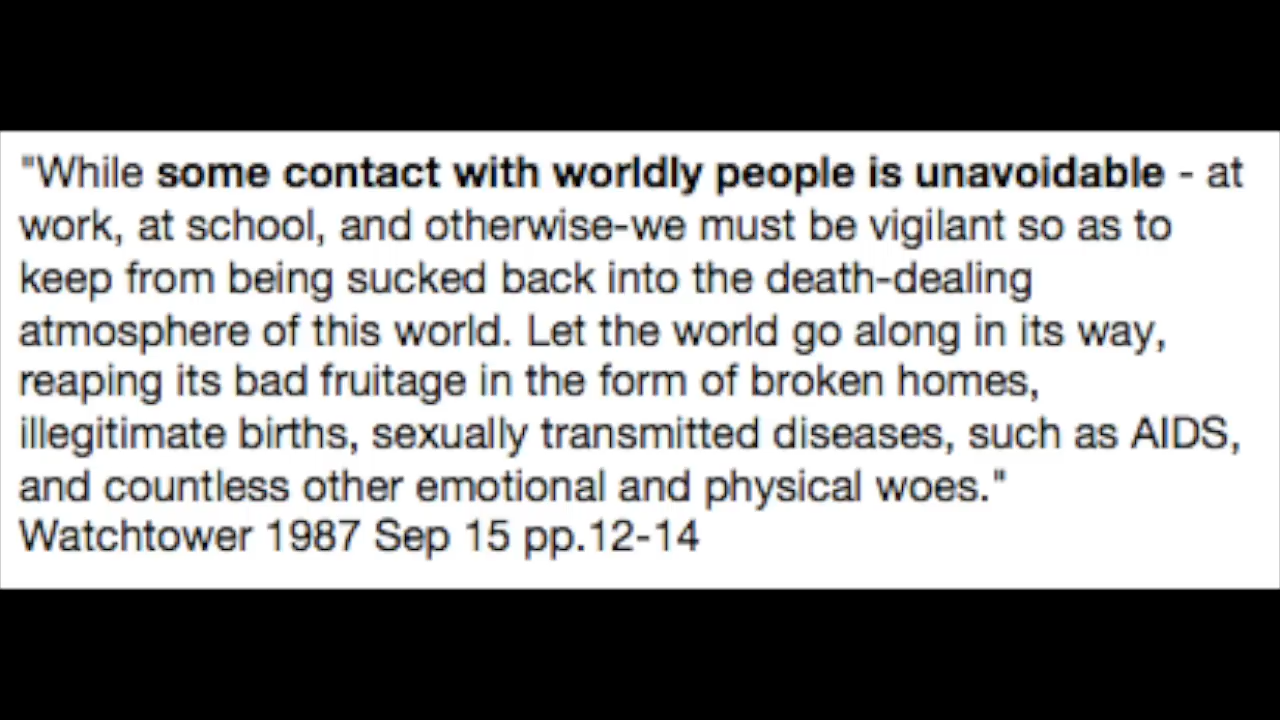 "While some contact with worldly people is unavoidable - at
work, at school, and otherwise-we must be vigilant so as to
keep from being sucked back into the death-dealing
atmosphere of this world. Let the world go along in its way,
reaping its bad fruitage in the form of broken homes,
illegitimate births, sexually transmitted diseases, such as AIDS,
and countless other emotional and physical woes."
Watchtower 1987 Sep 15 pp.12-14